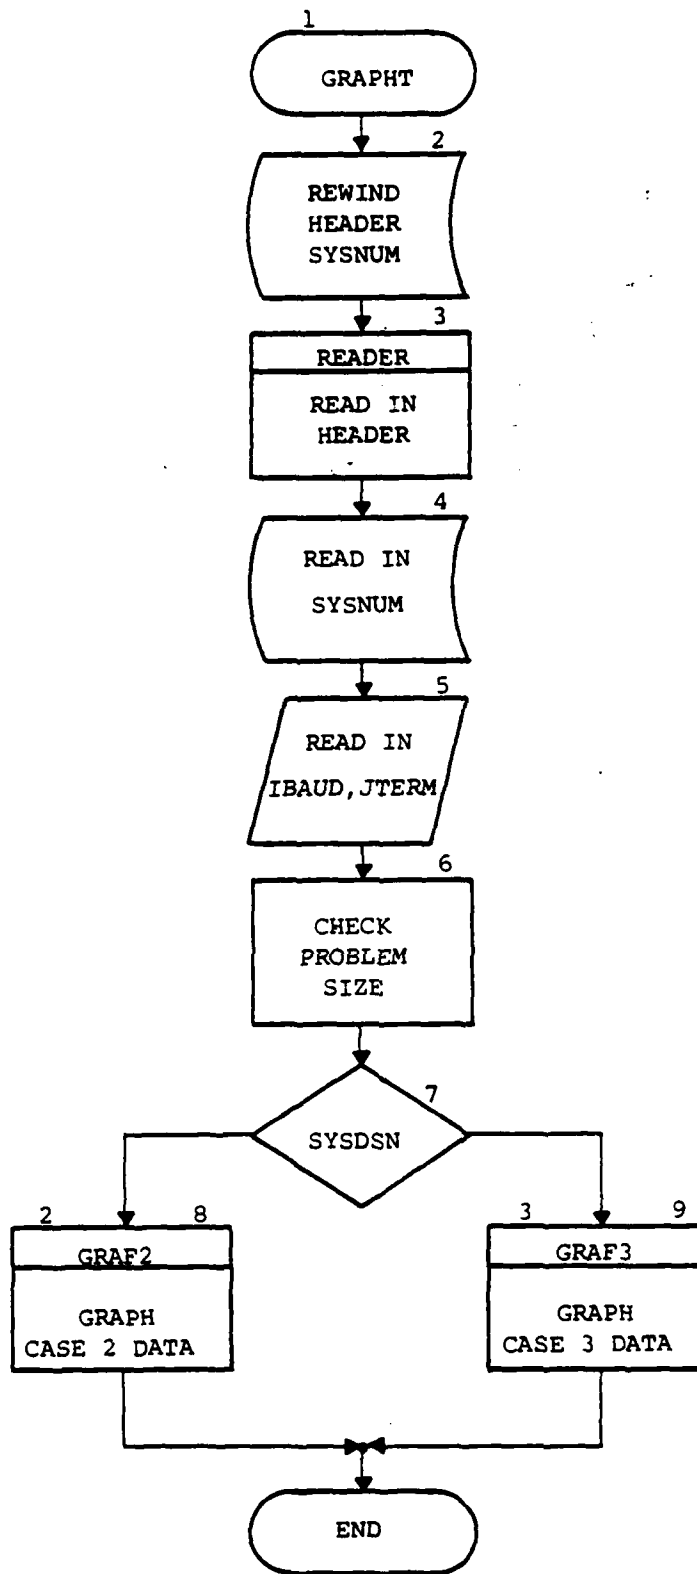 1
GRAPHT
2
REWIND
HEADER
SYSNUM
3
READER
READ IN
HEADER
4
READ IN
SYSNUM
5
READ IN
IBAUD,JTERM
6
CHECK
PROBLEM
SIZE
7
SYSDSN
2 8
GRAF2
GRAPH
CASE 2 DATA
3 9
GRAF3
GRAPH
CASE 3 DATA
END